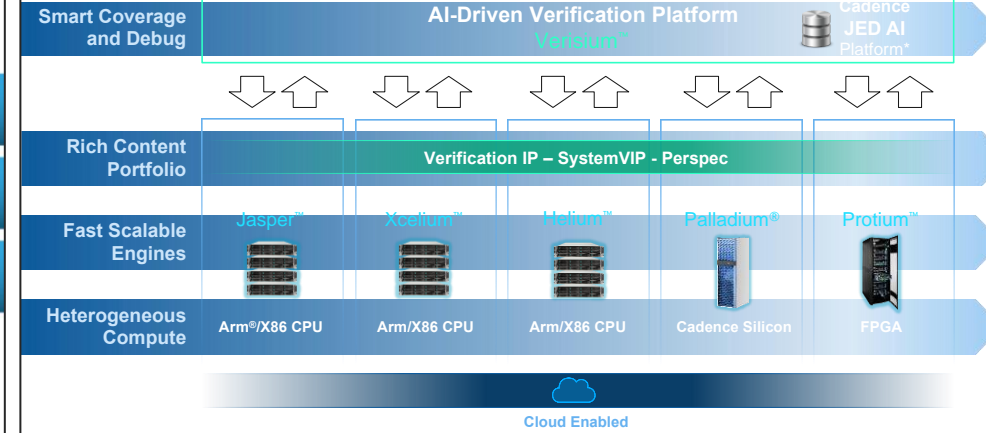 Smart Coverage
and Debug
AI-Driven Verification Platform
Verisium™
Cadence
JED AI
Platform*
Rich Content
Portfolio
Verification IP – SystemVIP - Perspec
Fast Scalable
Engines
Jasper™
Xcelium™
Helium™
Palladium®
Protium™
Heterogeneous
Compute
Arm®/X86 CPU
Arm/X86 CPU
Arm/X86 CPU
Cadence Silicon
FPGA
Cloud Enabled